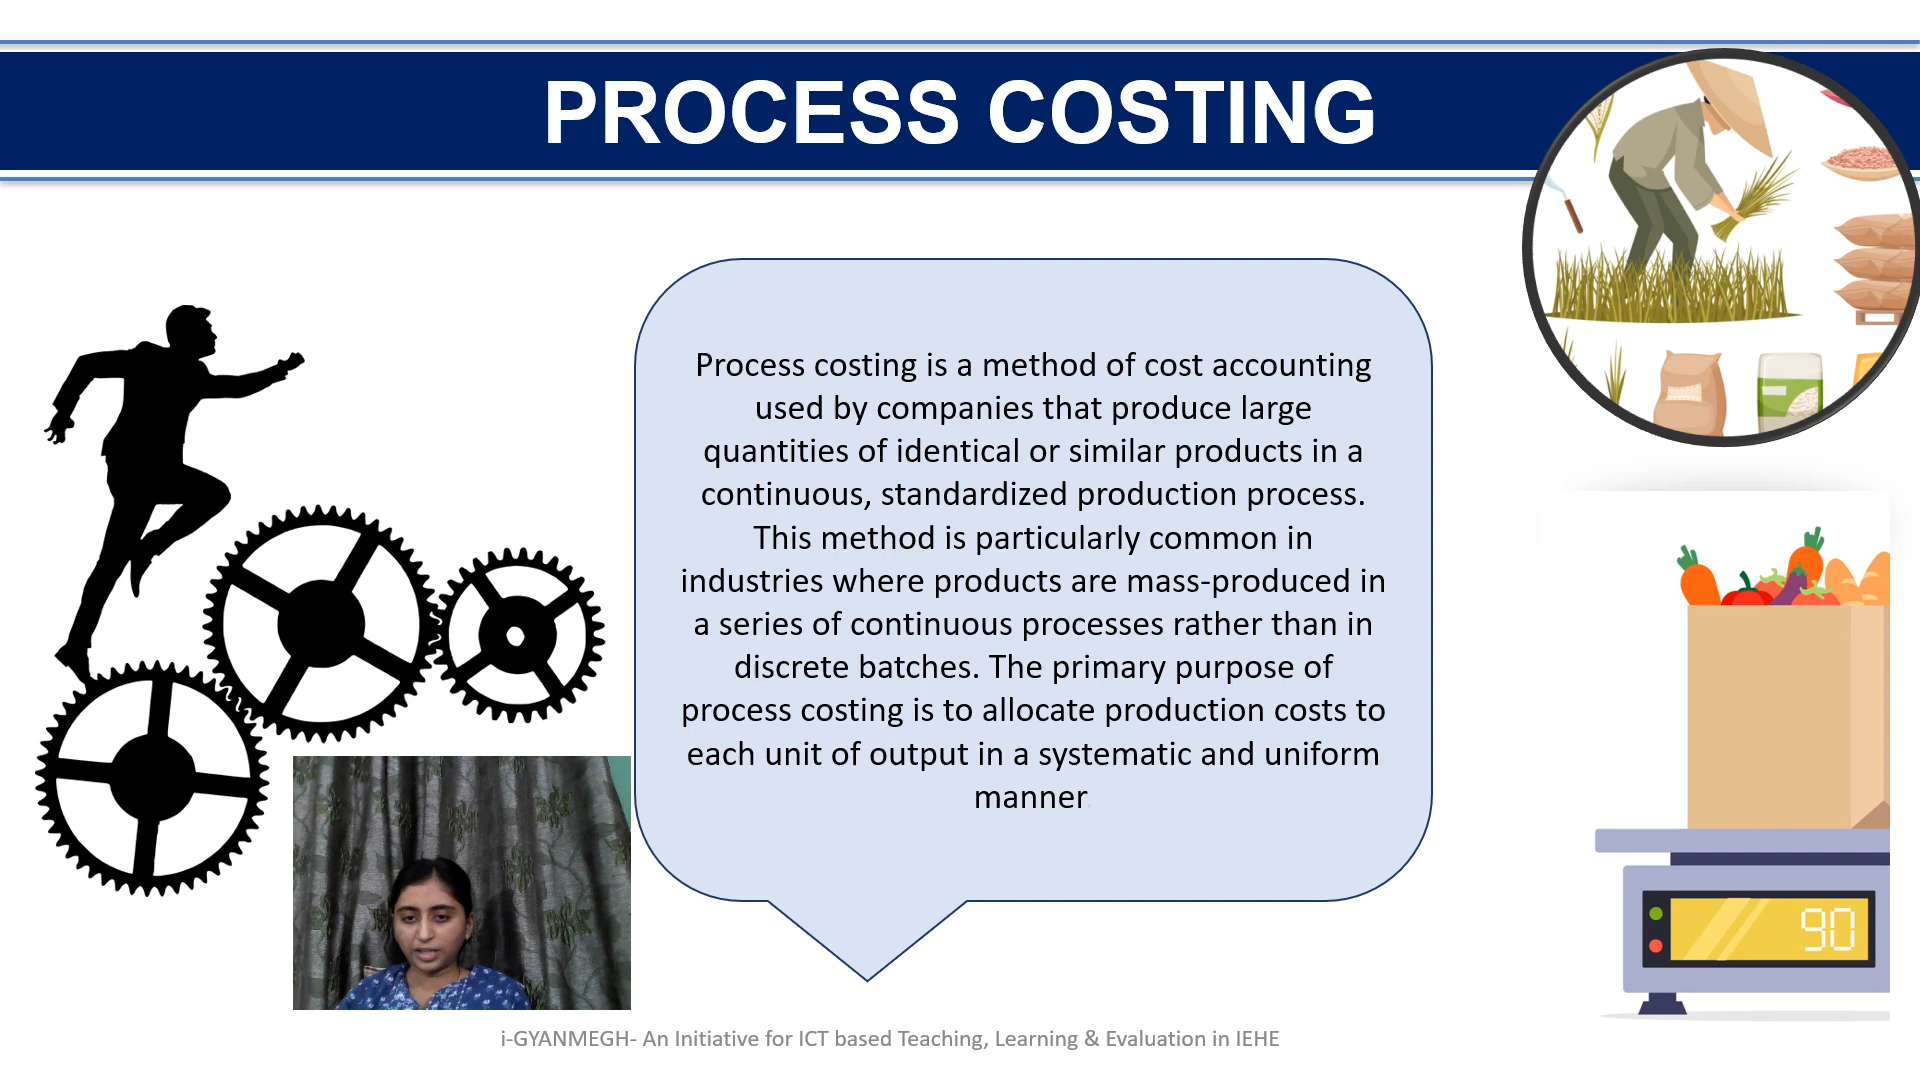 PROCESS COSTING
Process costing is a method of cost accounting
used by companies that produce large
quantities of identical or similar products in a
continuous, standardized production process.
This method is particularly common in
industries where products are mass-produced in
a series of continuous processes rather than in
discrete batches. The primary purpose of
process costing is to allocate production costs to
each unit of output in a systematic and uniform
manner
90
i-GYANMEGH- An Initiative for ICT based Teaching, Learning & Evaluation in IEHE